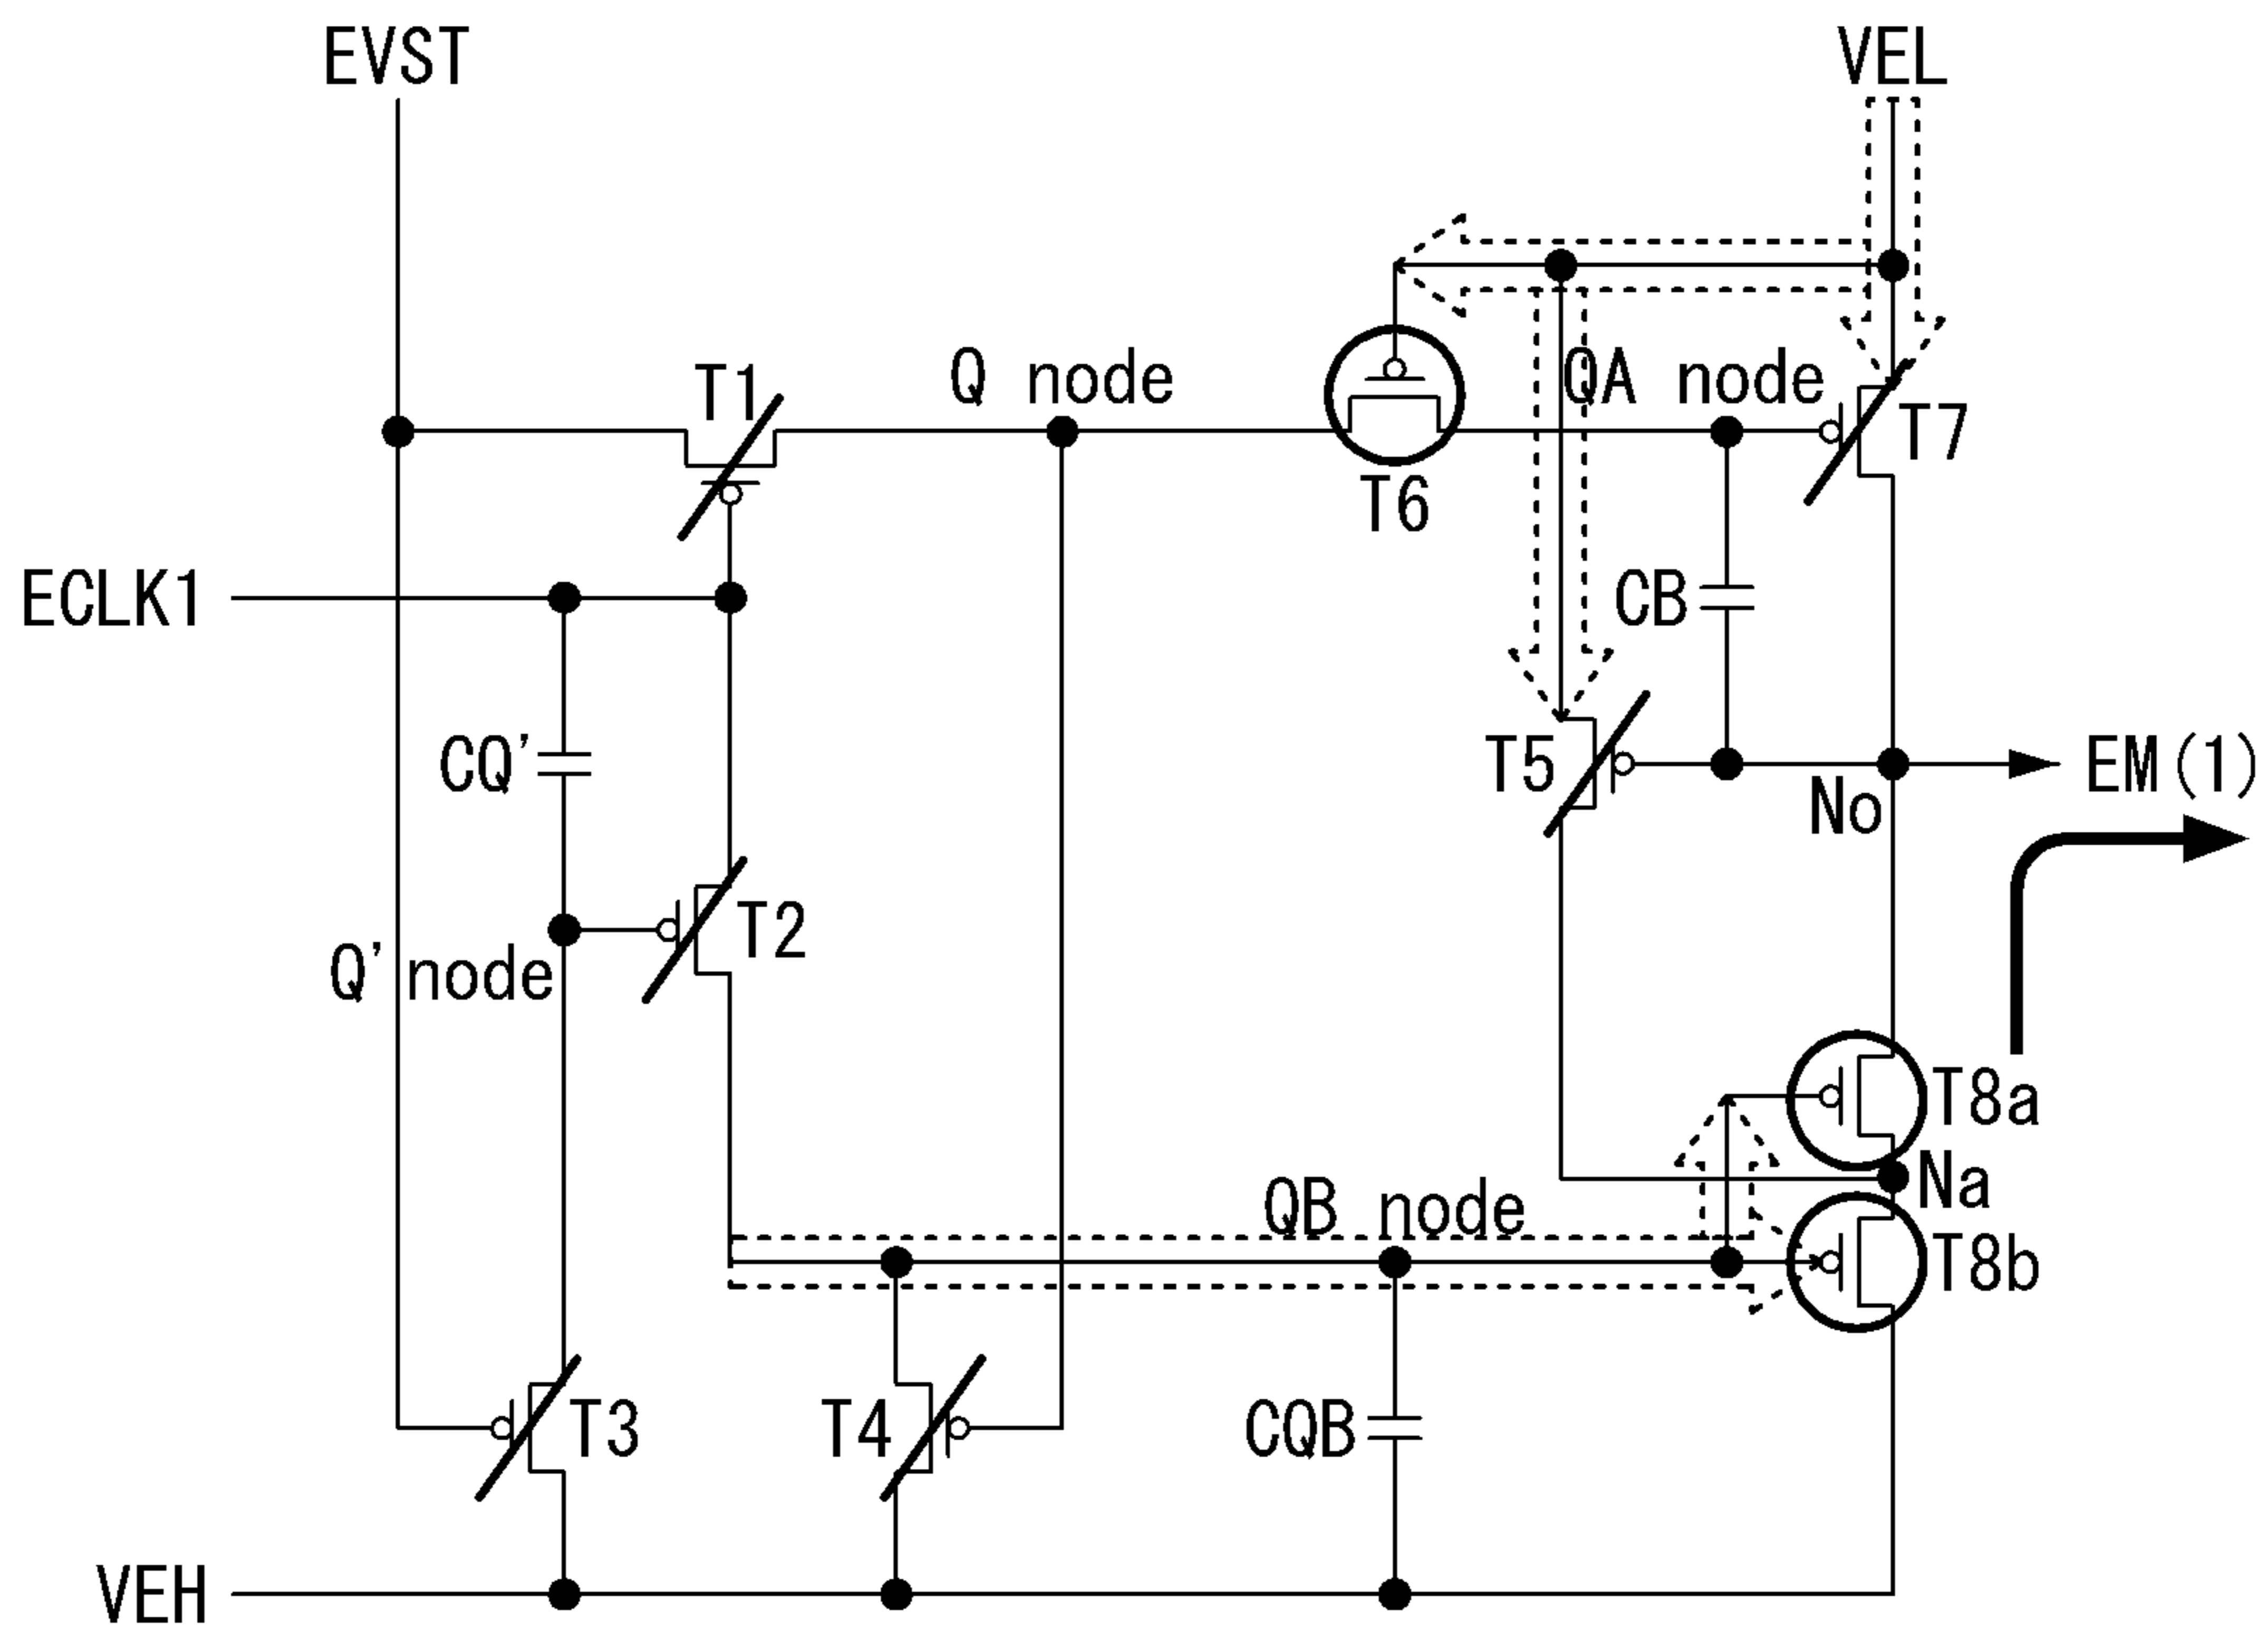 EVST
VEL
T1
Q node
QA node
T7
T6
ECLK1
CB
CQ'
T5
EM(1)
No
T2
Q' node
T8a
Na
QB node
T8b
T3
T4
CQB
VEH